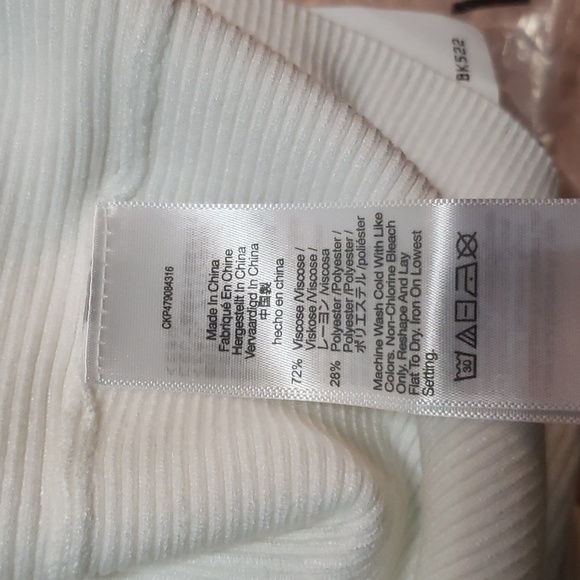 CKP479084316
Made In China
Fabriqué En Chine
Hergestellt In China
Vervaardigd In China
中国製
hecho en china
72% Viscose /Viscose /
Viskose /Viscose /
レーヨン /viscosa
28% Polyester/Polyester /
Polyester /Polyester /
ポリエステル /poliéster
Machine Wash Cold With Like
Colors. Non-Chlorine Bleach
Only. Reshape And Lay
Flat To Dry. Iron On Lowest
Setting.
30
BK522